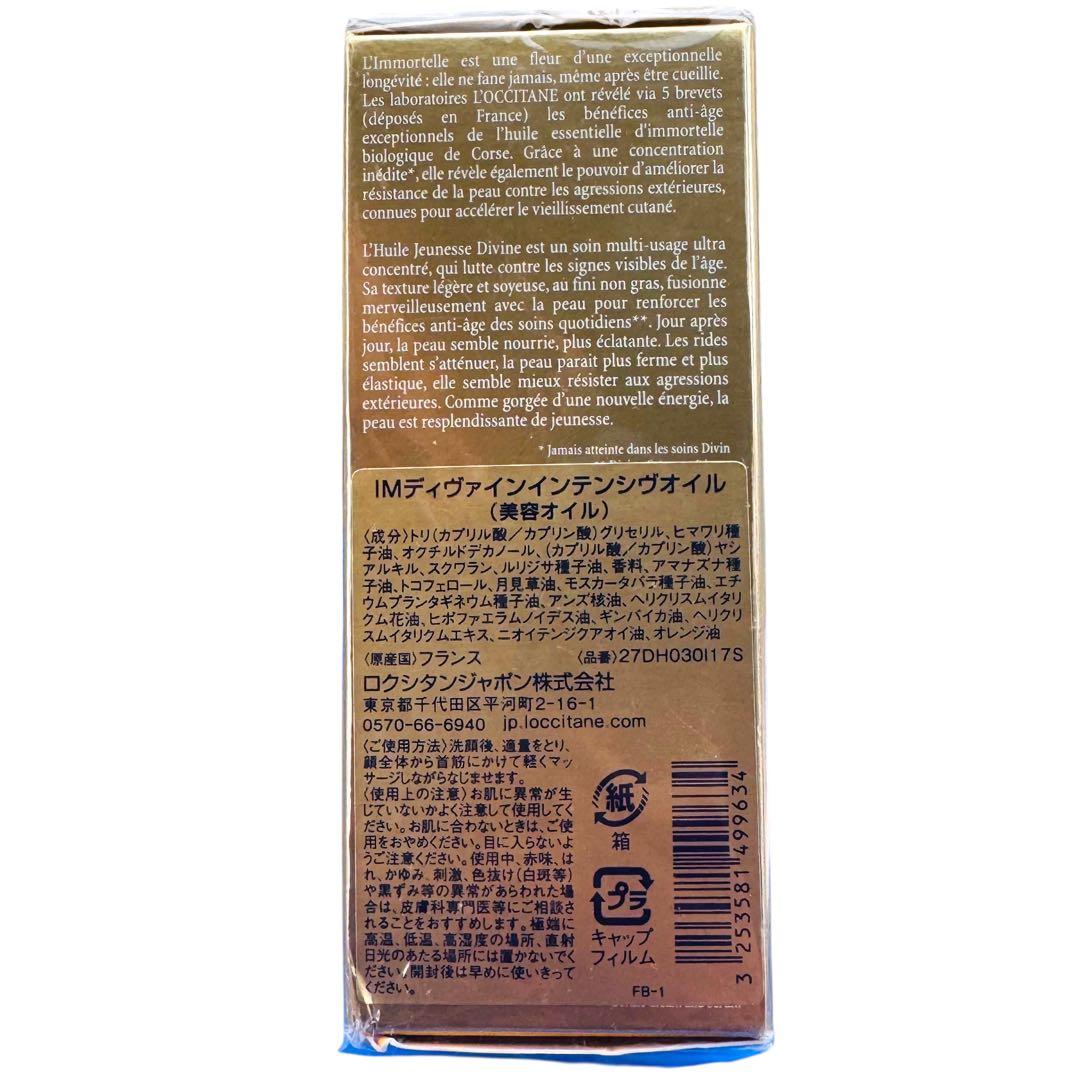 L'Immortelle est une fleur d'une exceptionnelle
longévité : elle ne fane jamais, même après être cueillie.
Les laboratoires L'OCCITANE ont révélé via 5 brevets
(déposés en France) les bénéfices anti-âge
exceptionnels de l'huile essentielle d'immortelle
biologique de Corse. Grâce à une concentration
inédite*, elle révèle également le pouvoir d'améliorer la
résistance de la peau contre les agressions extérieures,
connues pour accélérer le vieillissement cutané.
L'Huile Jeunesse Divine est un soin multi-usage ultra
concentré, qui lutte contre les signes visibles de l'âge.
Sa texture légère et soyeuse, au fini non gras, fusionne
merveilleusement avec la peau pour renforcer les
bénéfices anti-âge des soins quotidiens**. Jour après
jour, la peau semble nourrie, plus éclatante. Les rides
semblent s'atténuer, la peau parait plus ferme et plus
élastique, elle semble mieux résister aux agressions
extérieures. Comme gorgée d'une nouvelle énergie, la
peau est resplendissante de jeunesse.
* Jamais atteinte dans les soins Divin
IMディヴァインインテンシヴオイル
(美容オイル)
〈成分〉トリ(カプリル酸/カプリン酸)グリセリル、ヒマワリ種
子油、オクチルドデカノール、(カプリル酸/カプリン酸)ヤシ
アルキル、スクワラン、ルリジサ種子油、香料、アマナズナ種
子油、トコフェロール、月見草油、モスカータバラ種子油、エチ
ウムプランタギネウム種子油、アンズ核油、ヘリクリスムイタリ
クム花油、ヒポファエラムノイデス油、ギンバイカ油、ヘリクリ
スムイタリクムエキス、ニオイテンジクアオイ油、オレンジ油
〈原産国〉フランス 〈品番〉27DH030I17S
ロクシタンジャポン株式会社
東京都千代田区平河町2-16-1
0570-66-6940 jp.loccitane.com
〈ご使用方法〉洗顔後、適量をとり、
顔全体から首筋にかけて軽くマッ
サージしながらなじませます。
〈使用上の注意〉お肌に異常が生
じていないかよく注意して使用してく
ださい。お肌に合わないときは、ご使
用をおやめください。目に入らないよ
うご注意ください。使用中、赤味、は
れ、かゆみ、刺激、色抜け(白斑等)
や黒ずみ等の異常があらわれた場
合は、皮膚科専門医等にご相談さ
れることをおすすめします。極端に
高温、低温、高湿度の場所、直射
日光のあたる場所には置かないでく
ださい。開封後は早めに使いきって
ください。
紙
箱
プラ
キャップ
フィルム
FB-1
3 253581 499634